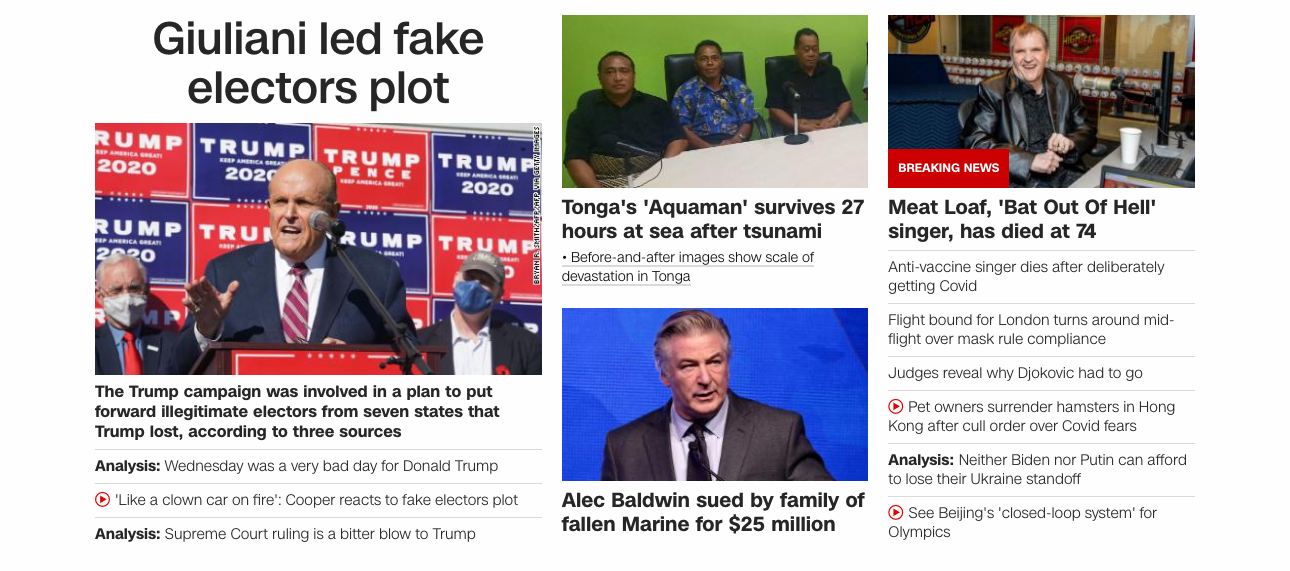 Giuliani led fake
electors plot
RUMP
KEEP AMERICA GREAT!
2020
TRUMP
KEEP AMERICA GREAT!
2020
TRUMP
PENCE
TRUMP
KEEP AMERICA GREAT!
2020
BRYAN R. SMITH/AFP/AFP VIA GETTY IMAGES
The Trump campaign was involved in a plan to put
forward illegitimate electors from seven states that
Trump lost, according to three sources
Analysis: Wednesday was a very bad day for Donald Trump
'Like a clown car on fire': Cooper reacts to fake electors plot
Analysis: Supreme Court ruling is a bitter blow to Trump
Tonga's 'Aquaman' survives 27
hours at sea after tsunami
• Before-and-after images show scale of
devastation in Tonga
Alec Baldwin sued by family of
fallen Marine for $25 million
BREAKING NEWS
Meat Loaf, 'Bat Out Of Hell'
singer, has died at 74
Anti-vaccine singer dies after deliberately
getting Covid
Flight bound for London turns around mid-
flight over mask rule compliance
Judges reveal why Djokovic had to go
Pet owners surrender hamsters in Hong
Kong after cull order over Covid fears
Analysis: Neither Biden nor Putin can afford
to lose their Ukraine standoff
See Beijing's 'closed-loop system' for
Olympics